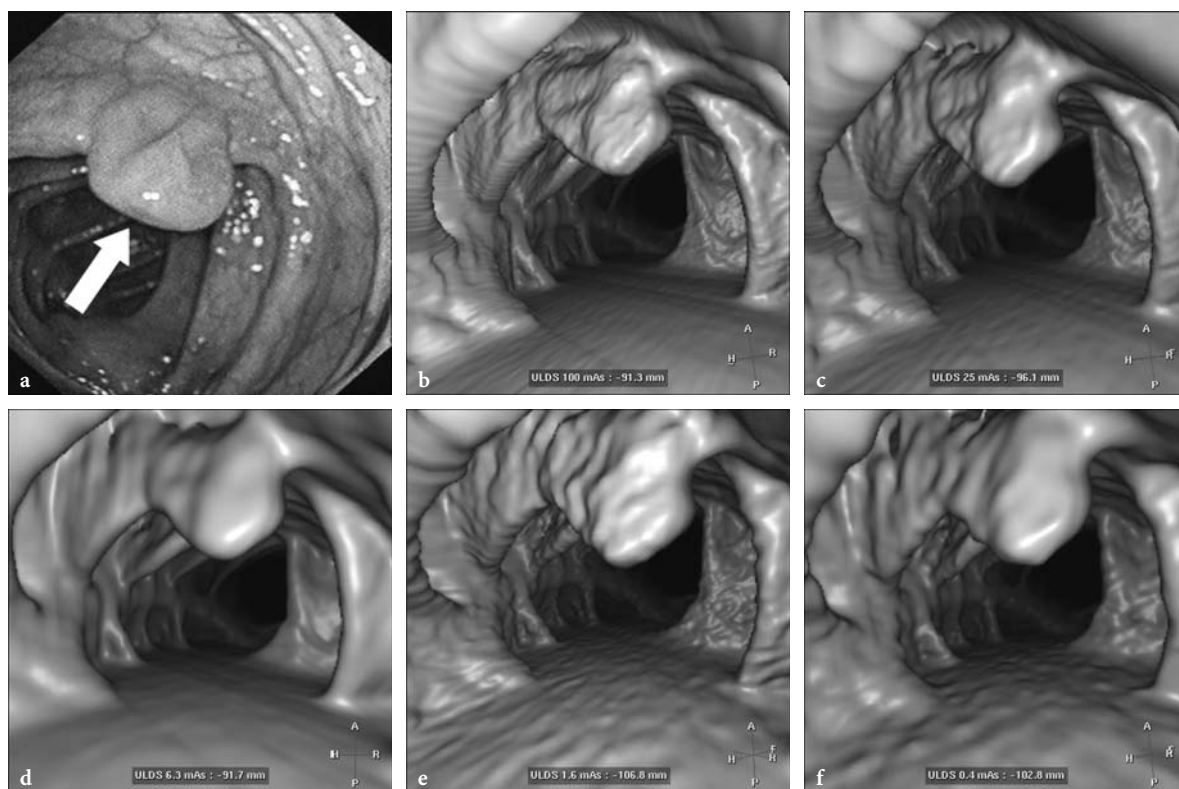 a
b
A
H R
P
ULDS 100 mAs : -91.3 mm
c
A
H R
P
ULDS 25 mAs : -96.1 mm
d
A
H R
P
ULDS 6.3 mAs : -91.7 mm
e
A
F
H R
P
ULDS 1.6 mAs : -106.8 mm
f
A
F
H R
P
ULDS 0.4 mAs : -102.8 mm